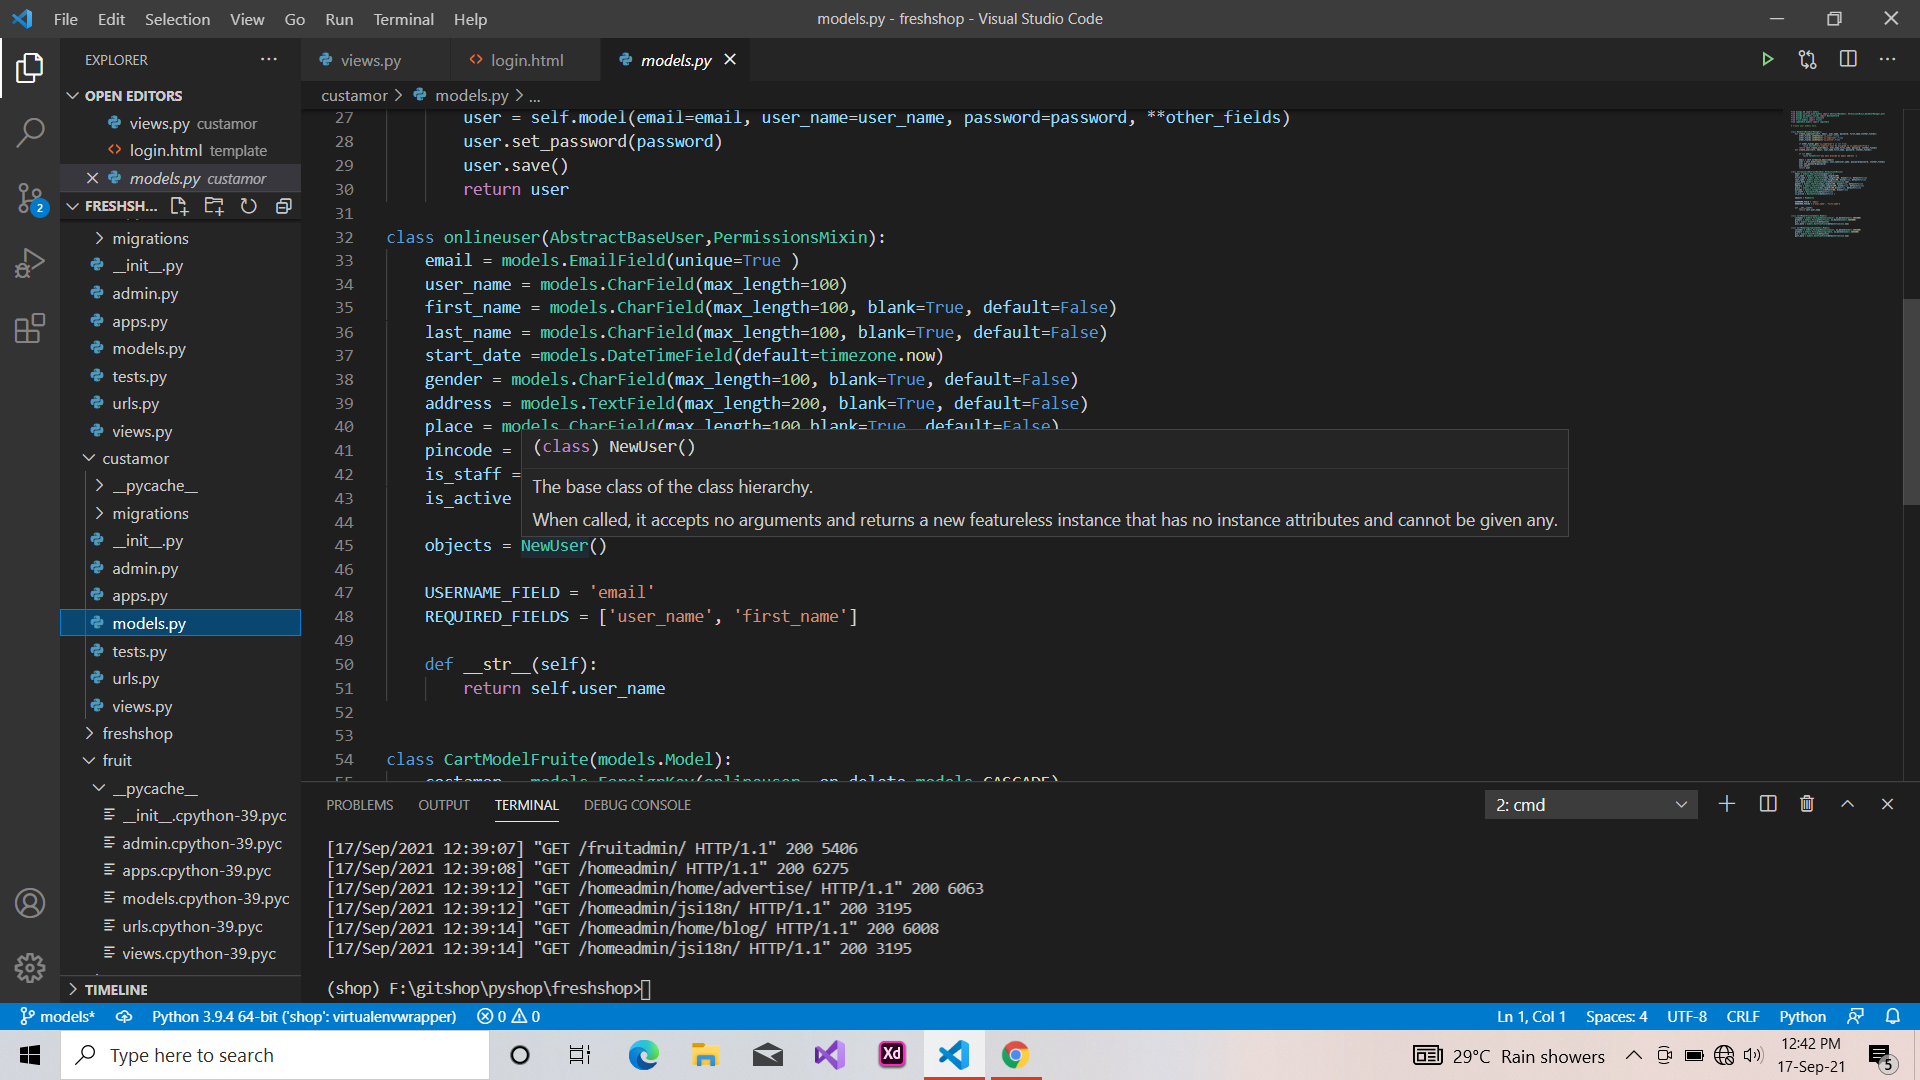 File Edit Selection View Go Run Terminal Help
models.py - freshshop - Visual Studio Code
EXPLORER
OPEN EDITORS
views.py custamor
login.html template
models.py custamor
FRESHSH...
migrations
__init__.py
admin.py
apps.py
models.py
tests.py
urls.py
views.py
custamor
__pycache__
migrations
__init__.py
admin.py
apps.py
models.py
tests.py
urls.py
views.py
freshshop
fruit
__pycache__
__init__.cpython-39.pyc
admin.cpython-39.pyc
apps.cpython-39.pyc
models.cpython-39.pyc
urls.cpython-39.pyc
views.cpython-39.pyc
TIMELINE
2
views.py login.html models.py
custamor > models.py > ...
27 user = self.model(email=email, user_name=user_name, password=password, **other_fields)
28 user.set_password(password)
29 user.save()
30 return user
31
32 class onlineuser(AbstractBaseUser,PermissionsMixin):
33 email = models.EmailField(unique=True )
34 user_name = models.CharField(max_length=100)
35 first_name = models.CharField(max_length=100, blank=True, default=False)
36 last_name = models.CharField(max_length=100, blank=True, default=False)
37 start_date =models.DateTimeField(default=timezone.now)
38 gender = models.CharField(max_length=100, blank=True, default=False)
39 address = models.TextField(max_length=200, blank=True, default=False)
40 place = models.CharField(max_length=100,blank=True, default=False)
41 pincode =
42 is_staff =
43 is_active
(class) NewUser()
The base class of the class hierarchy.
When called, it accepts no arguments and returns a new featureless instance that has no instance attributes and cannot be given any.
44
45 objects = NewUser()
46
47 USERNAME_FIELD = 'email'
48 REQUIRED_FIELDS = ['user_name', 'first_name']
49
50 def __str__(self):
51 return self.user_name
52
53
54 class CartModelFruite(models.Model):
55 costamor = models.ForeignKey(onlineuser, on_delete=models.CASCADE)
PROBLEMS OUTPUT TERMINAL DEBUG CONSOLE
2: cmd
[17/Sep/2021 12:39:07] "GET /fruitadmin/ HTTP/1.1" 200 5406
[17/Sep/2021 12:39:08] "GET /homeadmin/ HTTP/1.1" 200 6275
[17/Sep/2021 12:39:12] "GET /homeadmin/home/advertise/ HTTP/1.1" 200 6063
[17/Sep/2021 12:39:12] "GET /homeadmin/jsi18n/ HTTP/1.1" 200 3195
[17/Sep/2021 12:39:14] "GET /homeadmin/home/blog/ HTTP/1.1" 200 6008
[17/Sep/2021 12:39:14] "GET /homeadmin/jsi18n/ HTTP/1.1" 200 3195
(shop) F:\gitshop\pyshop\freshshop>
models* Python 3.9.4 64-bit ('shop': virtualenvwrapper) 0 0
Ln 1, Col 1 Spaces: 4 UTF-8 CRLF Python
Type here to search
Xd
29°C Rain showers
12:42 PM
17-Sep-21
5